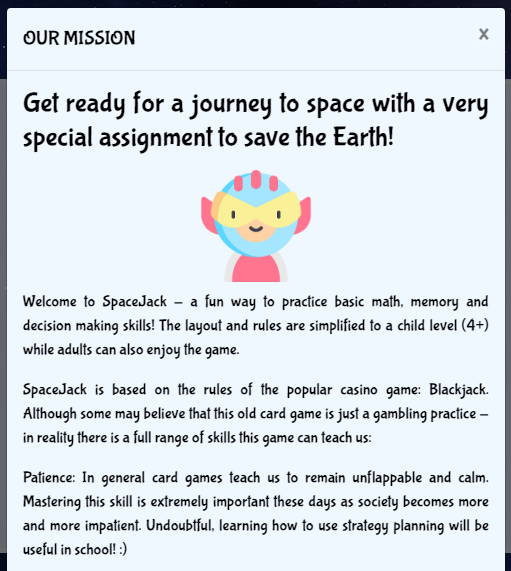 OUR MISSION
x
Get ready for a journey to space with a very
special assignment to save the Earth!
Welcome to SpaceJack – a fun way to practice basic math, memory and
decision making skills! The layout and rules are simplified to a child level (4+)
while adults can also enjoy the game.
SpaceJack is based on the rules of the popular casino game: Blackjack.
Although some may believe that this old card game is just a gambling practice –
in reality there is a full range of skills this game can teach us:
Patience: In general card games teach us to remain unflappable and calm.
Mastering this skill is extremely important these days as society becomes more
and more impatient. Undoubtful, learning how to use strategy planning will be
useful in school! :)